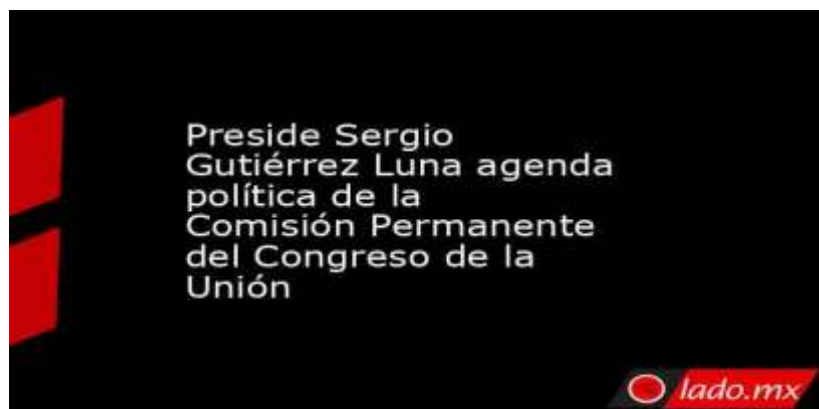 Preside Sergio
Gutiérrez Luna agenda
política de la
Comisión Permanente
del Congreso de la
Unión
lado.mx